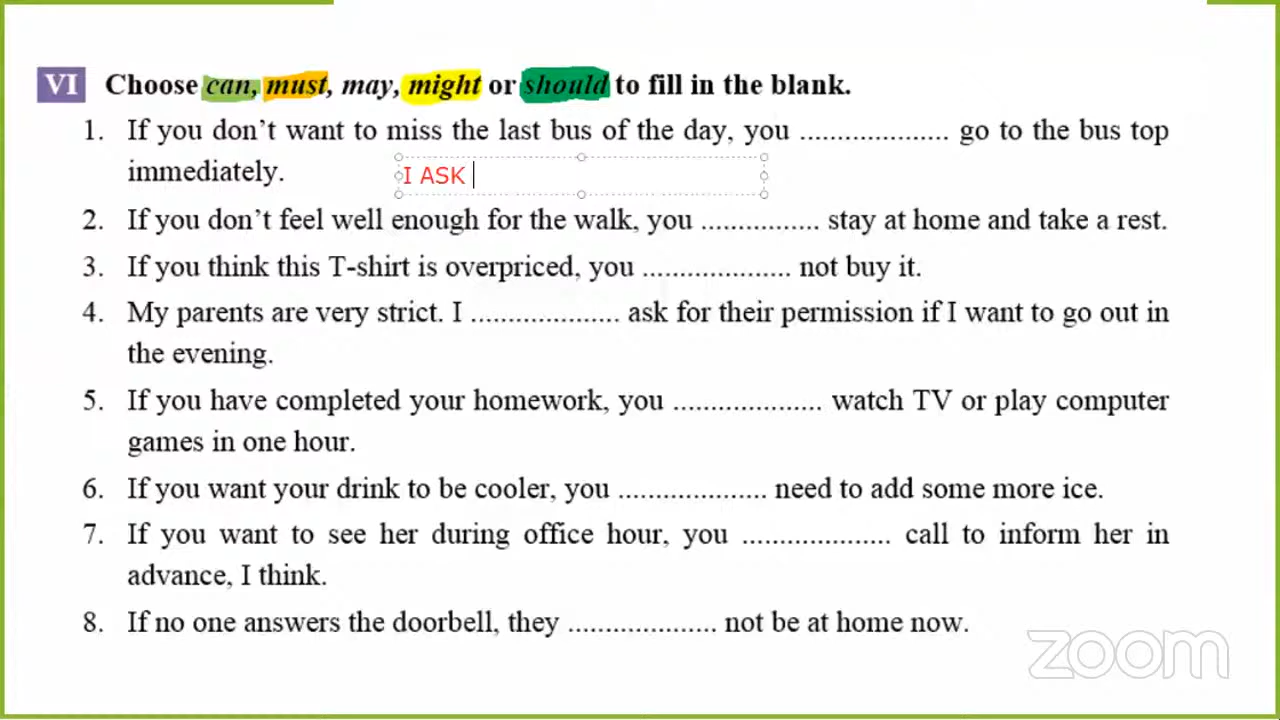 VI Choose can, must, may, might or should to fill in the blank.
1. If you don't want to miss the last bus of the day, you .................... go to the bus top
immediately.
I ASK
2. If you don't feel well enough for the walk, you ................ stay at home and take a rest.
3. If you think this T-shirt is overpriced, you .................... not buy it.
4. My parents are very strict. I .................... ask for their permission if I want to go out in
the evening.
5. If you have completed your homework, you .................... watch TV or play computer
games in one hour.
6. If you want your drink to be cooler, you .................... need to add some more ice.
7. If you want to see her during office hour, you .................... call to inform her in
advance, I think.
8. If no one answers the doorbell, they .................... not be at home now.
zoom